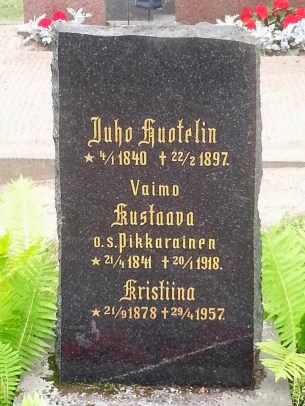 Juho Huotelin
★ 4/1 1840 ✝ 22/2 1897.
Vaimo
Kustaava
o.s. Pikkarainen
★ 21/4 1841 ✝ 20/1 1918.
Kristiina
★ 21/9 1878 ✝ 29/4 1957.